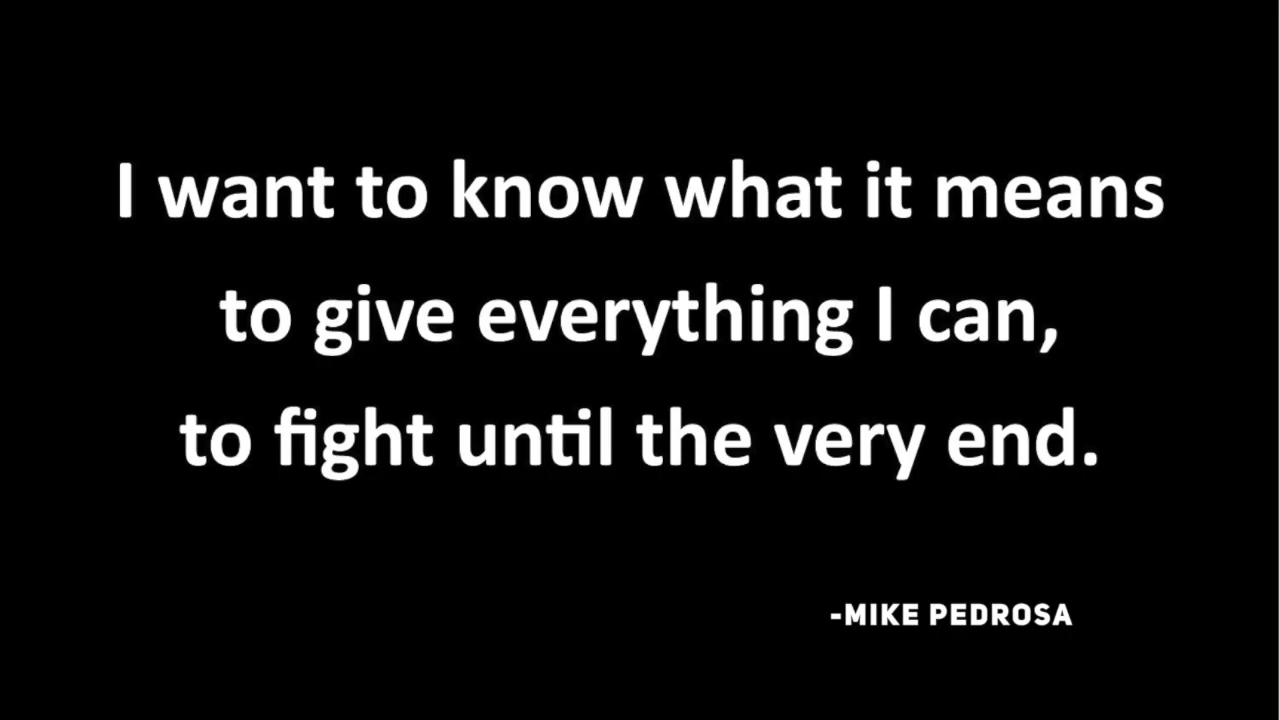 I want to know what it means
to give everything I can,
to fight until the very end.
-MIKE PEDROSA